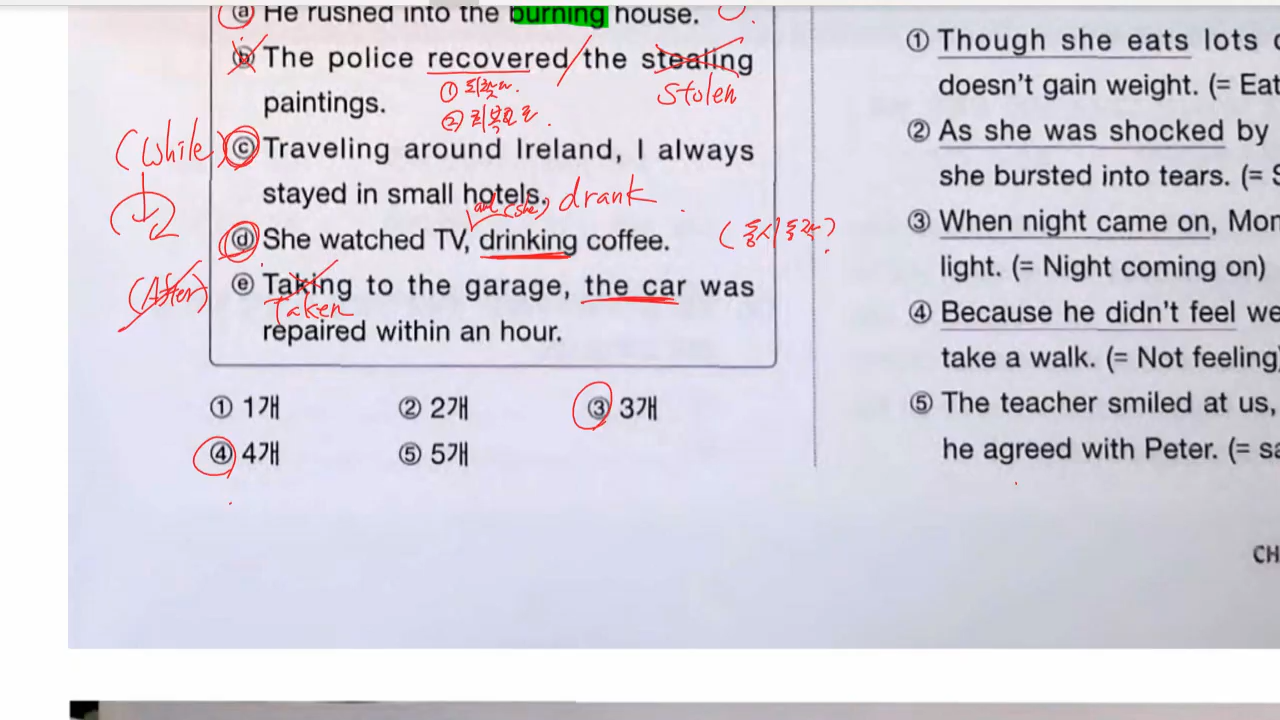 ⓐ He rushed into the burning house.
ⓑ The police recovered the stealing
① 되찾다.
stolen
paintings.
(while)
ⓒ Traveling around Ireland, I always
stayed in small hotels.
and (she) drank
ⓓ She watched TV, drinking coffee.
(동시동작?
(After)
ⓔ Taking to the garage, the car was
Taken
repaired within an hour.
① 1개 ② 2개 ③ 3개
④ 4개 ⑤ 5개
① Though she eats lots
doesn't gain weight. (= Eat
② As she was shocked by
she bursted into tears. (= S
③ When night came on, Mor
light. (= Night coming on)
④ Because he didn't feel we
take a walk. (= Not feeling
⑤ The teacher smiled at us,
he agreed with Peter. (= sa
CH